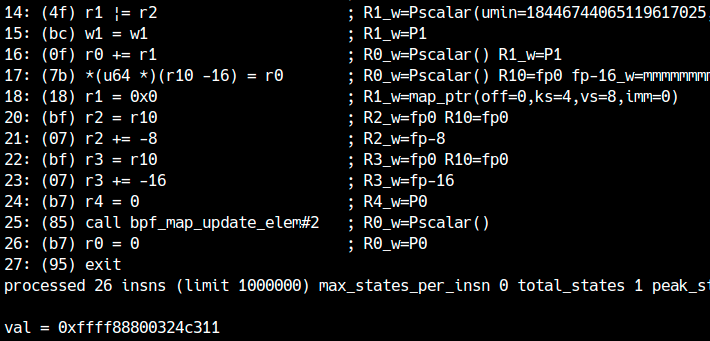 14: (4f) r1 ¦= r2 ; R1_w=Pscalar(umin=18446744065119617025,
15: (bc) w1 = w1 ; R1_w=P1
16: (0f) r0 += r1 ; R0_w=Pscalar() R1_w=P1
17: (7b) *(u64 *)(r10 -16) = r0 ; R0_w=Pscalar() R10=fp0 fp-16_w=mmmmmmmm
18: (18) r1 = 0x0 ; R1_w=map_ptr(off=0,ks=4,vs=8,imm=0)
20: (bf) r2 = r10 ; R2_w=fp0 R10=fp0
21: (07) r2 += -8 ; R2_w=fp-8
22: (bf) r3 = r10 ; R3_w=fp0 R10=fp0
23: (07) r3 += -16 ; R3_w=fp-16
24: (b7) r4 = 0 ; R4_w=P0
25: (85) call bpf_map_update_elem#2 ; R0_w=Pscalar()
26: (b7) r0 = 0 ; R0_w=P0
27: (95) exit
processed 26 insns (limit 1000000) max_states_per_insn 0 total_states 1 peak_st
val = 0xffff88800324c311